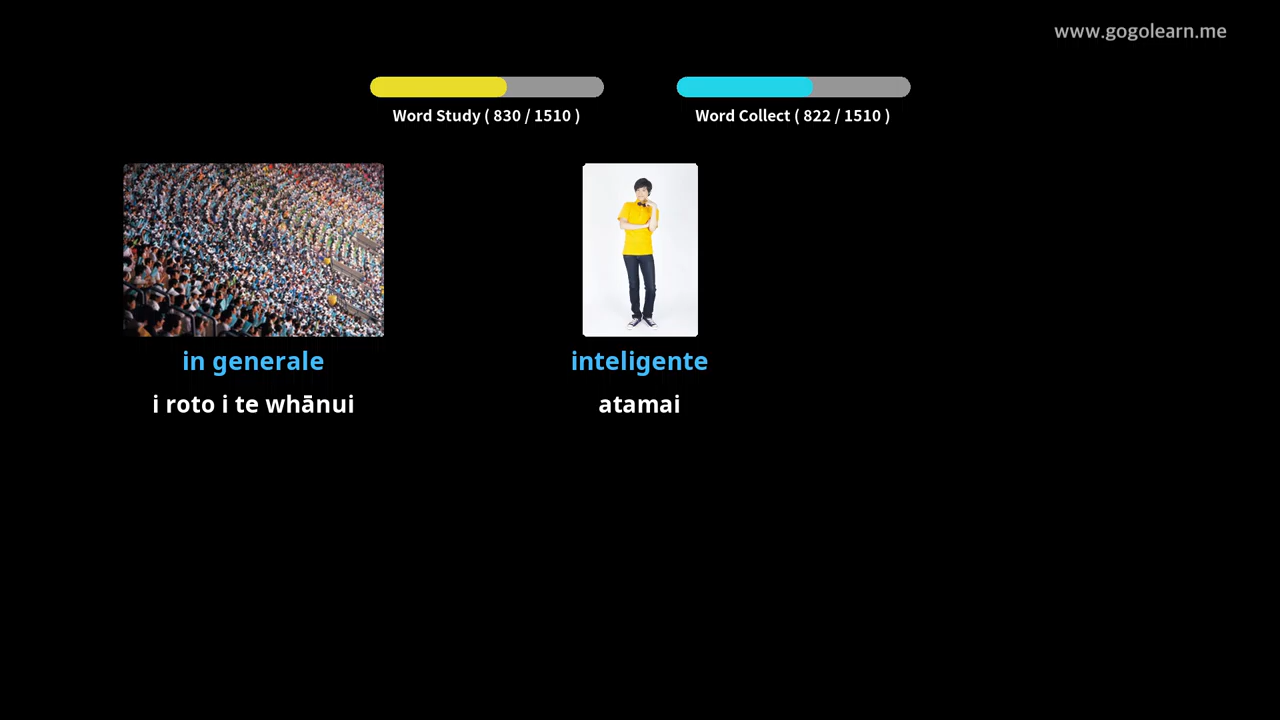 www.gogolearn.me
Word Study ( 830 / 1510 )
Word Collect ( 822 / 1510 )
in generale
i roto i te whānui
inteligente
atamai